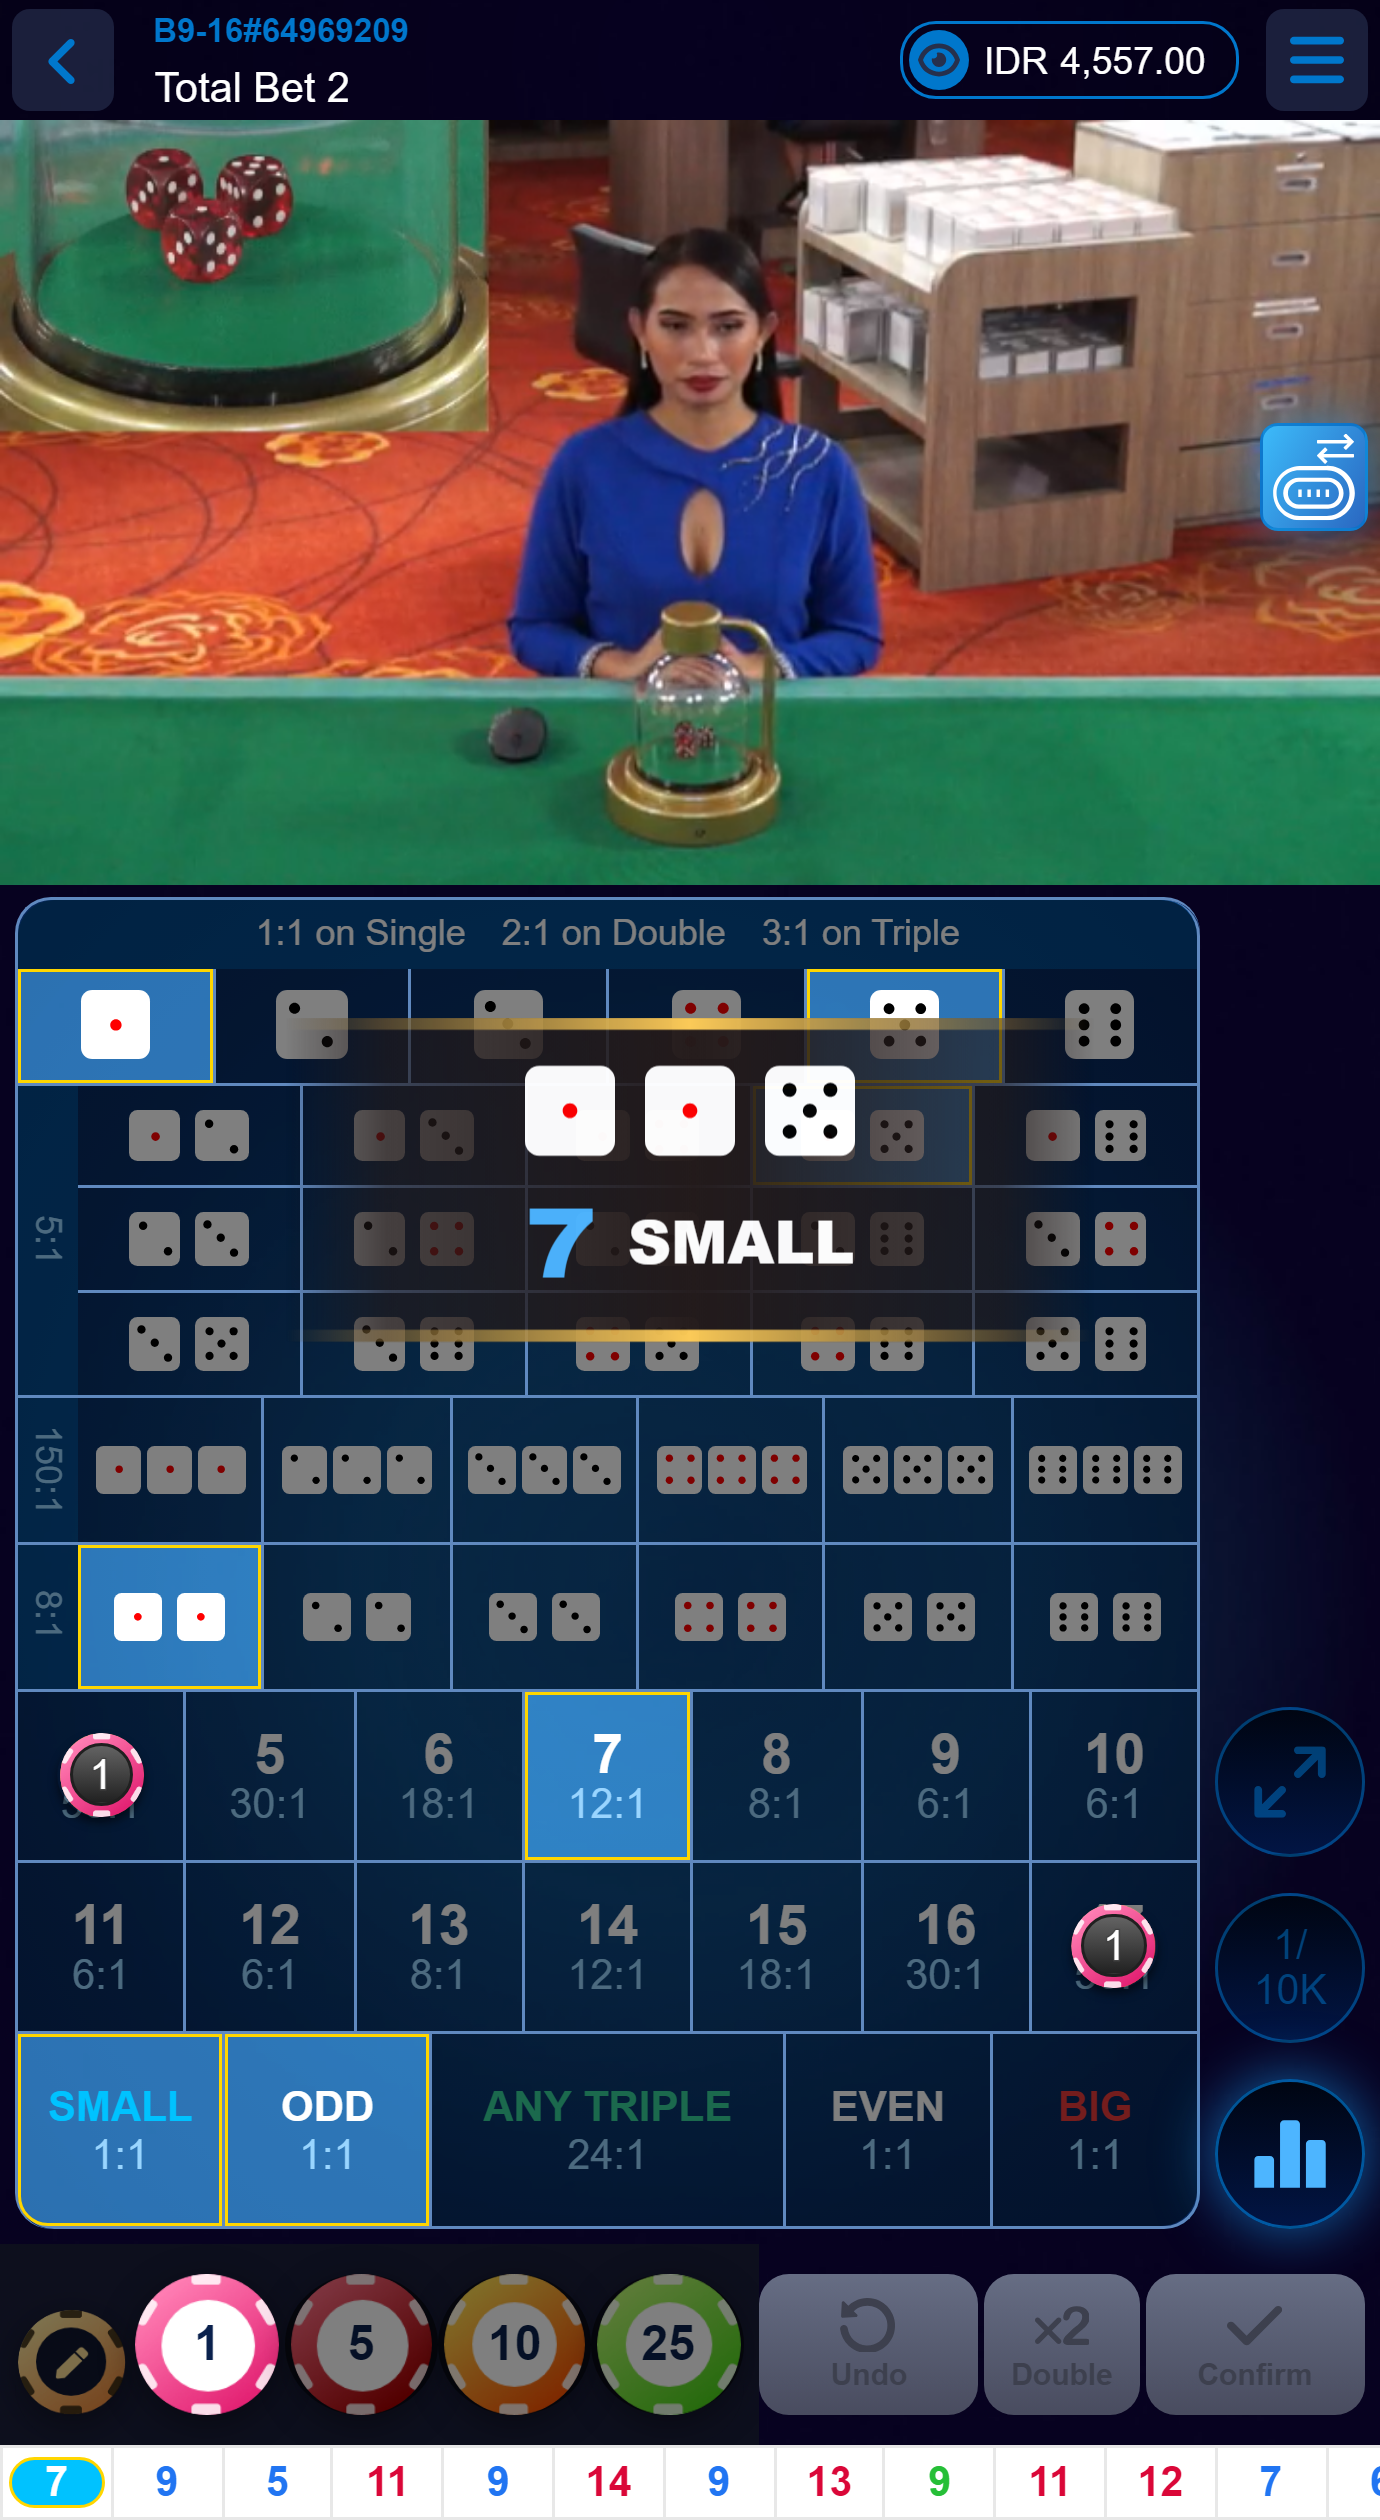 B9-16#64969209
Total Bet 2
IDR 4,557.00
1:1 on Single 2:1 on Double 3:1 on Triple
7 SMALL
5:1
150:1
8:1
1
5 6 7 8 9 10
30:1 18:1 12:1 8:1 6:1 6:1
11 12 13 14 15 16
1
6:1 6:1 8:1 12:1 18:1 30:1
1/
10K
SMALL ODD ANY TRIPLE EVEN BIG
1:1 1:1 24:1 1:1 1:1
1 5 10 25
x2
Undo Double Confirm
7 9 5 11 9 14 9 13 9 11 12 7